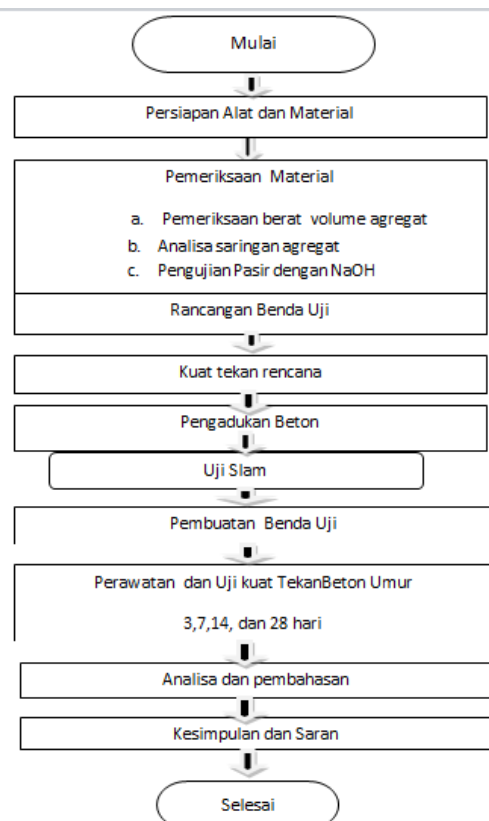 Mulai
Persiapan Alat dan Material
Pemeriksaan Material
a. Pemeriksaan berat volume agregat
b. Analisa saringan agregat
c. Pengujian Pasir dengan NaOH
Rancangan Benda Uji
Kuat tekan rencana
Pengadukan Beton
Uji Slam
Pembuatan Benda Uji
Perawatan dan Uji kuat TekanBeton Umur
3,7,14, dan 28 hari
Analisa dan pembahasan
Kesimpulan dan Saran
Selesai